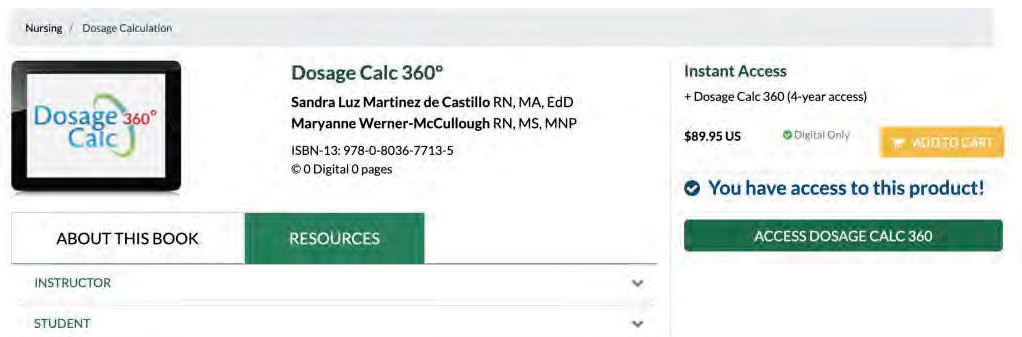 Nursing / Dosage Calculation
Dosage 360°
Calc
Dosage Calc 360°
Sandra Luz Martinez de Castillo RN, MA, EdD
Maryanne Werner-McCullough RN, MS, MNP
ISBN-13: 978-0-8036-7713-5
© 0 Digital 0 pages
Instant Access
+ Dosage Calc 360 (4-year access)
$89.95 US
Digital Only
ADD TO CART
You have access to this product!
ACCESS DOSAGE CALC 360
ABOUT THIS BOOK
RESOURCES
INSTRUCTOR
STUDENT